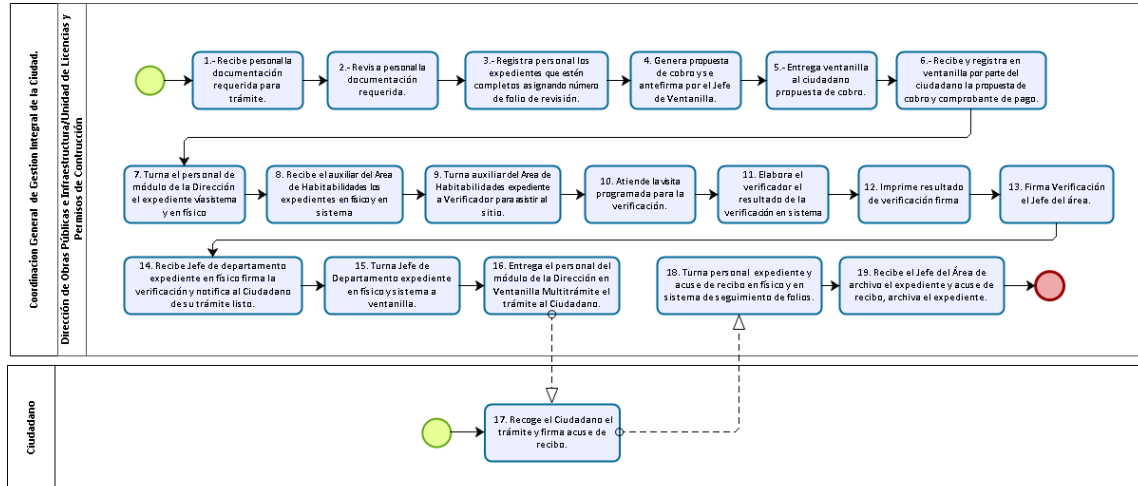 Coordinacion General de Gestion Integral de la Ciudad.
Dirección de Obras Públicas e Infraestructura/Unidad de Licencias y
Permisos de Contrucción
1.- Recibe personal la
documentación
requerida para
trámite.
2.- Revisa personal la
documentación
requerida.
3.- Registra personal los
expedientes que estén
completos asignando número
de folio de revisión.
4. Genera propuesta
de cobro y se
antefirma por el Jefe
de Ventanilla.
5.- Entrega ventanilla
al ciudadano
propuesta de cobro.
6.- Recibe y registra en
ventanilla por parte del
ciudadano la propuesta de
cobro y comprobante de pago.
7. Turna el personal de
módulo de la Dirección
el expediente vía sistema
y en físico
8. Recibe el auxiliar del Area
de Habitabilidades los
expedientes en físico y en
sistema
9. Turna auxiliar del Area de
Habitabilidades expediente
a Verificador para asistir al
sitio.
10. Atiende la visita
programada para la
verificación.
11. Elabora el
verificador el
resultado de la
verificación en sistema
12. Imprime resultado
de verificación firma
13. Firma Verificación
el Jefe del área.
14. Recibe Jefe de departamento
expediente en físico firma la
verificación y notifica al Ciudadano
de su trámite listo.
15. Turna Jefe de
Departamento expediente
en físico y sistema a
ventanilla.
16. Entrega el personal del
módulo de la Dirección en
Ventanilla Multitrámite el
trámite al Ciudadano.
18. Turna personal expediente y
acuse de recibo en físico y en
sistema de seguimiento de folios.
19. Recibe el Jefe del Área de
archiva el expediente y acuse de
recibo, archiva el expediente.
Ciudadano
17. Recoge el Ciudadano el
trámite y firma acuse de
recibo.